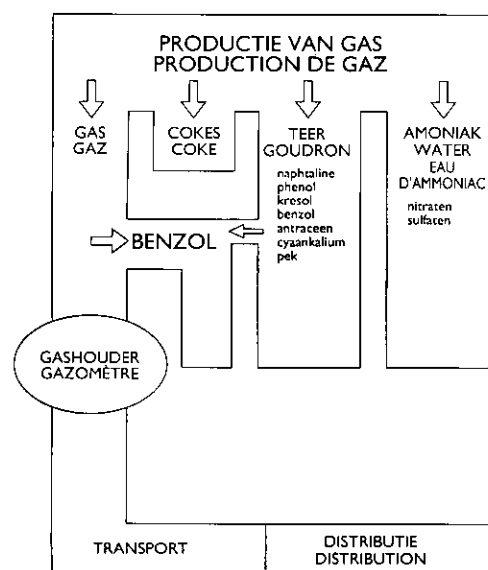 PRODUCTIE VAN GAS
PRODUCTION DE GAZ
GAS
GAZ
COKES
COKE
TEER
GOUDRON
naphtaline
phenol
kresol
benzol
antraceen
cyaankalium
pek
AMONIAK
WATER
EAU
D'AMMONIAC
nitraten
sulfaten
BENZOL
GASHOUDER
GAZOMÈTRE
TRANSPORT
DISTRIBUTIE
DISTRIBUTION